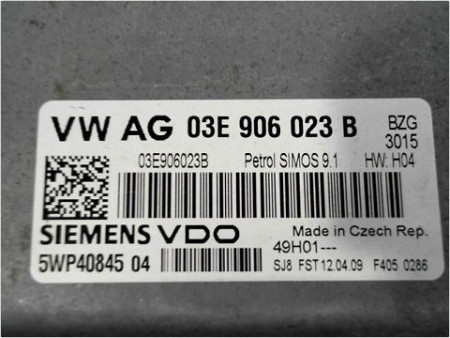 VW AG 03E 906 023 B BZG
3015
03E906023B Petrol SIMOS 9.1 HW: H04
SIEMENS VDO Made in Czech Rep.
49H01---
5WP40845 04 SJ8 FST 12.04.09 F405 0286